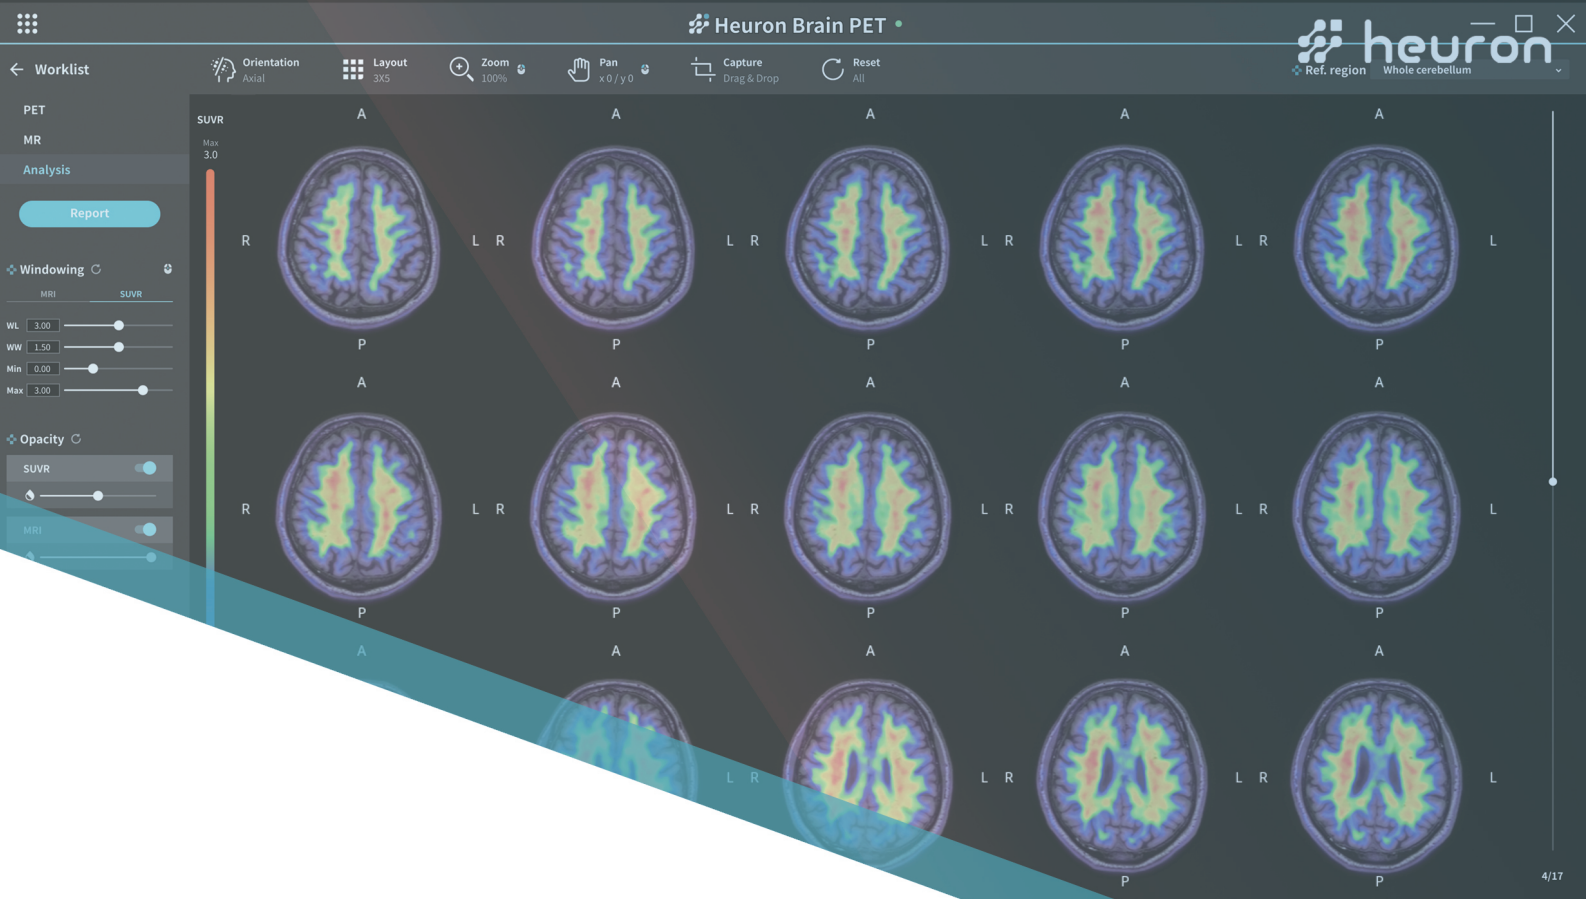 Heuron Brain PET
heuron
Worklist
Orientation
Axial
Layout
3X5
Zoom
100%
Pan
x 0 / y 0
Capture
Drag & Drop
Reset
All
Ref. region
Whole cerebellum
PET
MR
Analysis
Report
Windowing
MRI SUVR
WL 3.00
WW 1.50
Min 0.00
Max 3.00
Opacity
SUVR
MRI
SUVR
Max
3.0
A A A A A
R L R L R L R L R L
P P P P P
A A A A A
R L R L R L R L R L
P P P P P
A A A A A
L R L R L R L
P P
4/17